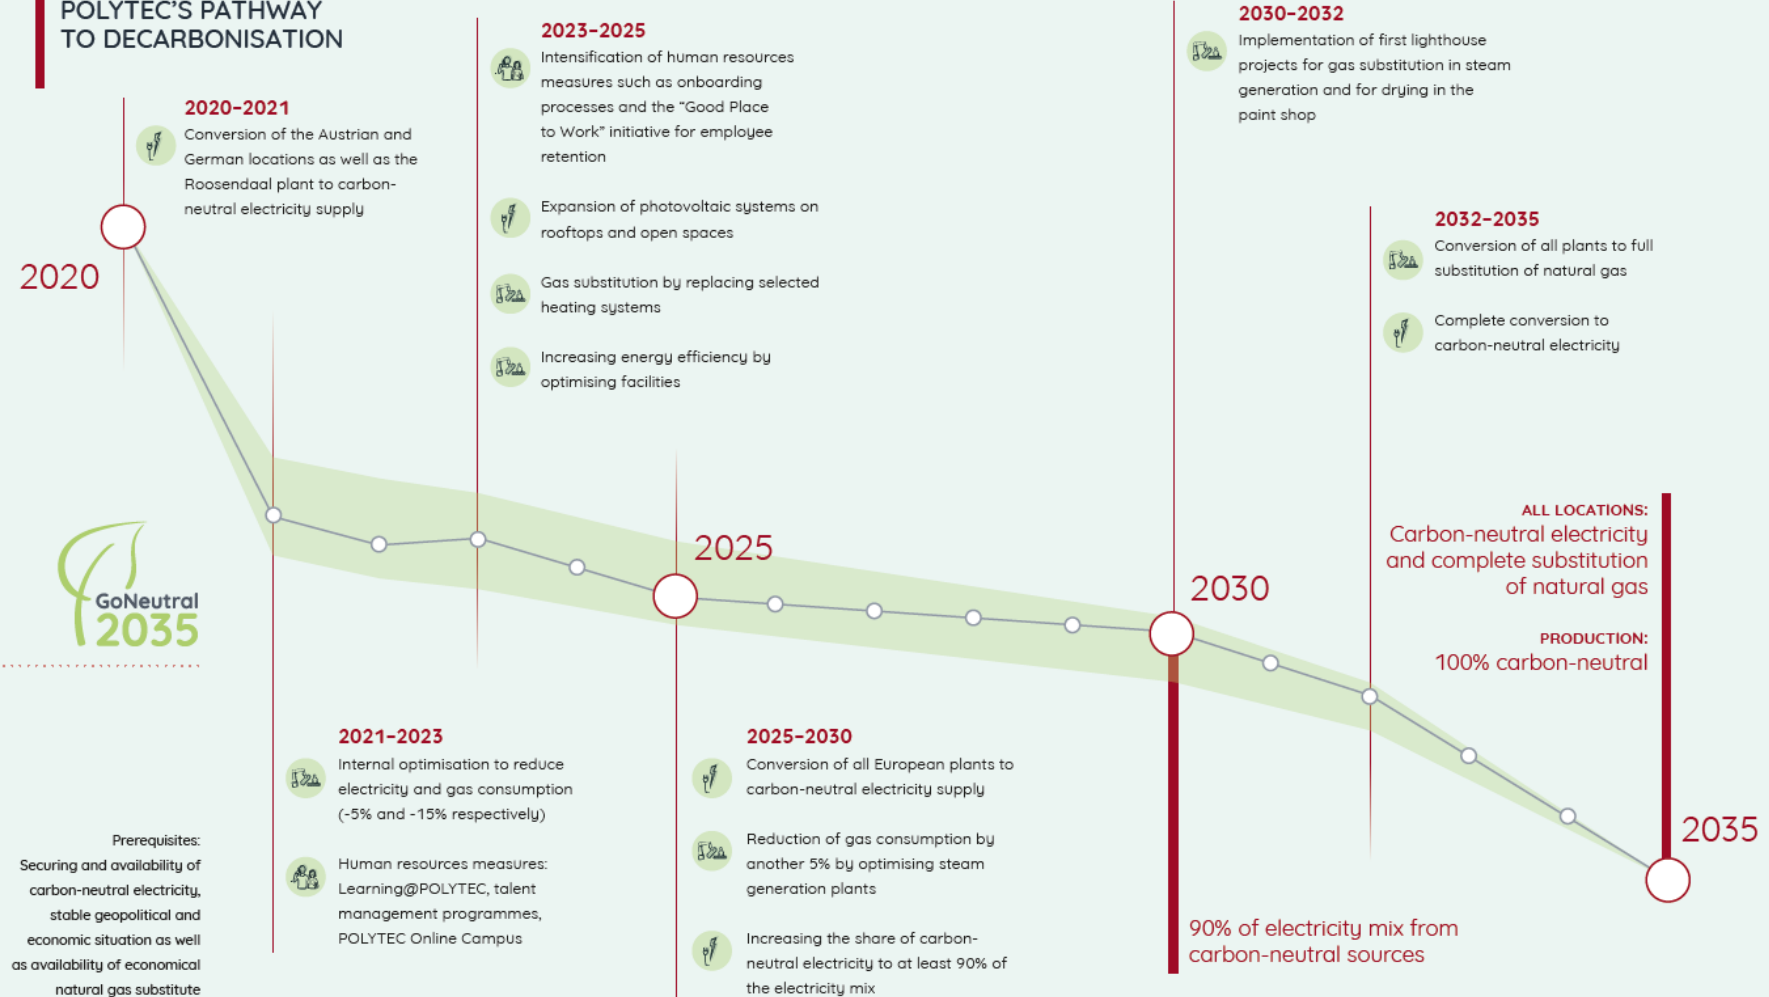 POLYTEC'S PATHWAY
TO DECARBONISATION
2020–2021
Conversion of the Austrian and
German locations as well as the
Roosendaal plant to carbon-
neutral electricity supply
2020
2023–2025
Intensification of human resources
measures such as onboarding
processes and the “Good Place
to Work” initiative for employee
retention
Expansion of photovoltaic systems on
rooftops and open spaces
Gas substitution by replacing selected
heating systems
Increasing energy efficiency by
optimising facilities
2030–2032
Implementation of first lighthouse
projects for gas substitution in steam
generation and for drying in the
paint shop
2032–2035
Conversion of all plants to full
substitution of natural gas
Complete conversion to
carbon-neutral electricity
2025
2030
ALL LOCATIONS:
Carbon-neutral electricity
and complete substitution
of natural gas
PRODUCTION:
100% carbon-neutral
GoNeutral
2035
2021–2023
Internal optimisation to reduce
electricity and gas consumption
(-5% and -15% respectively)
Human resources measures:
Learning@POLYTEC, talent
management programmes,
POLYTEC Online Campus
2025–2030
Conversion of all European plants to
carbon-neutral electricity supply
Reduction of gas consumption by
another 5% by optimising steam
generation plants
Increasing the share of carbon-
neutral electricity to at least 90% of
the electricity mix
2035
90% of electricity mix from
carbon-neutral sources
Prerequisites:
Securing and availability of
carbon-neutral electricity,
stable geopolitical and
economic situation as well
as availability of economical
natural gas substitute